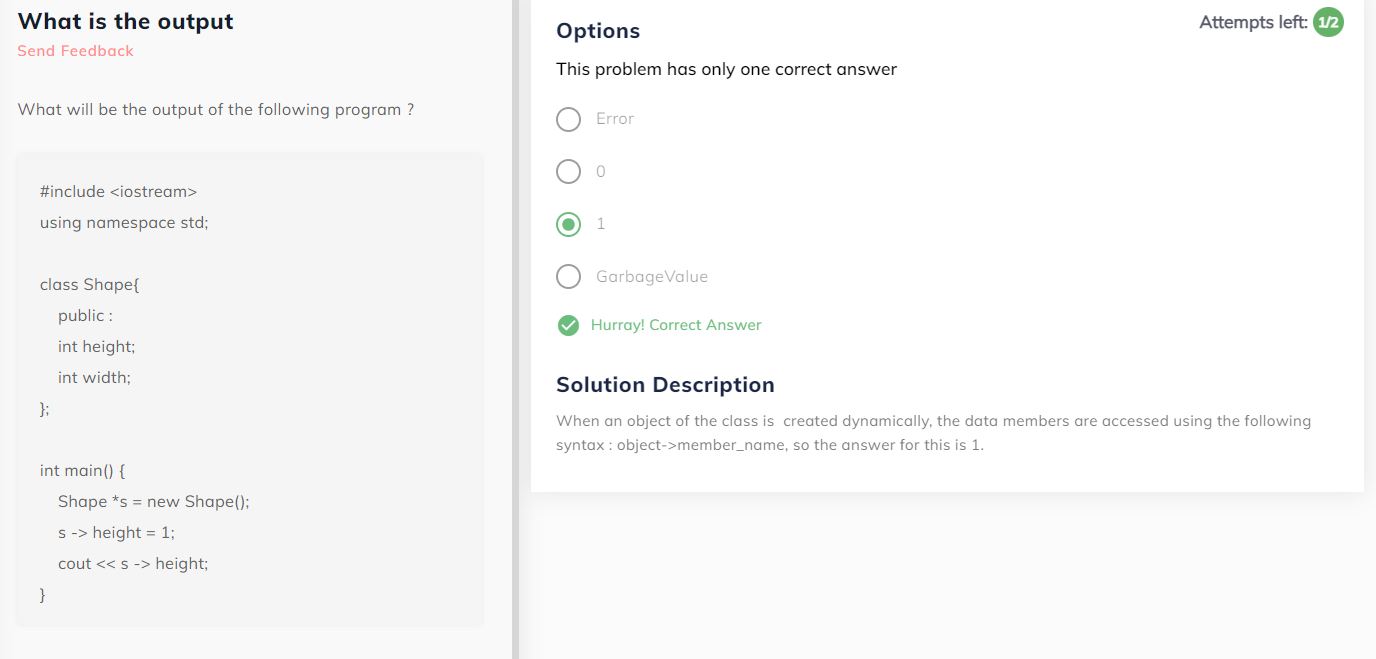 What is the output
Send Feedback
What will be the output of the following program ?
#include <iostream>
using namespace std;
class Shape{
public :
int height;
int width;
};
int main() {
Shape *s = new Shape();
s -> height = 1;
cout << s -> height;
}
Attempts left: 1/2
Options
This problem has only one correct answer
Error
0
1
GarbageValue
Hurray! Correct Answer
Solution Description
When an object of the class is  created dynamically, the data members are accessed using the following
syntax : object->member_name, so the answer for this is 1.